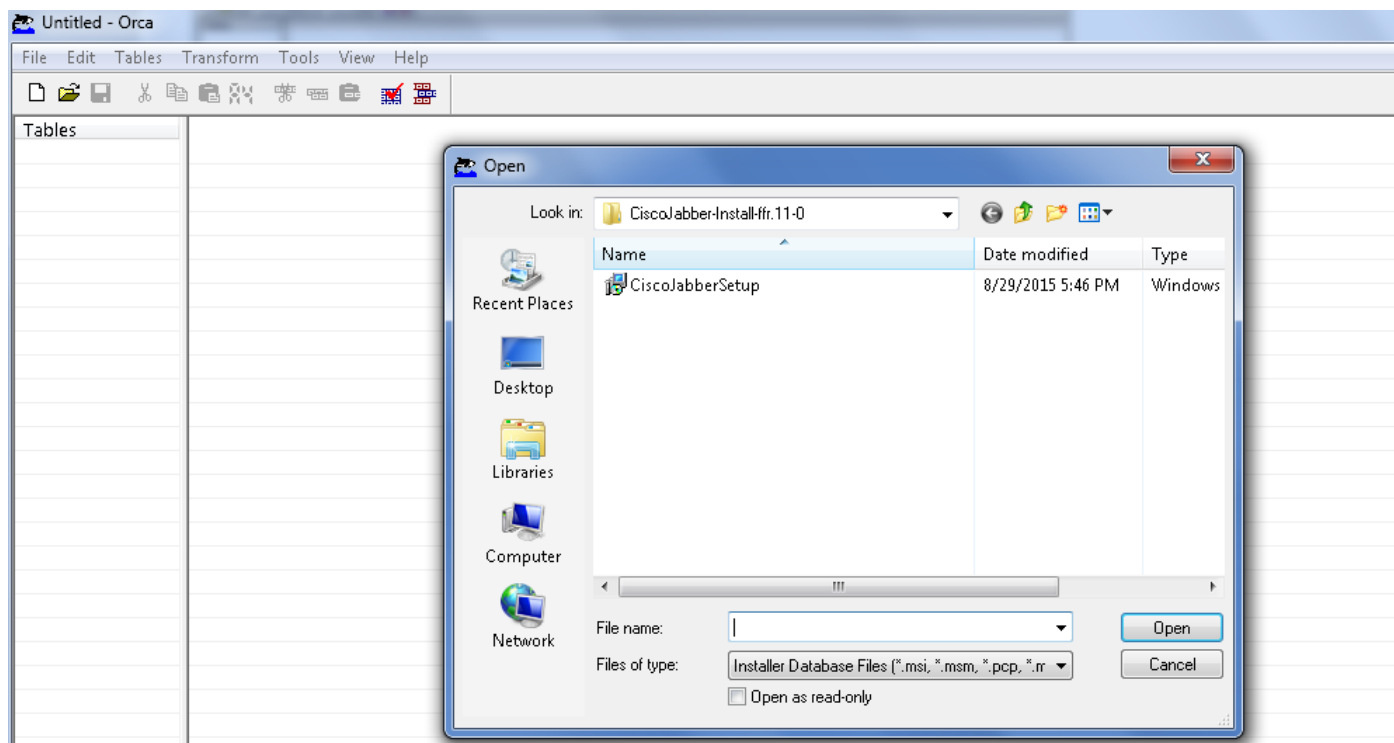 Untitled - Orca
File Edit Tables Transform Tools View Help
Tables
Open
Look in: CiscoJabber-Install-ffr.11-0
Name Date modified Type
CiscoJabberSetup 8/29/2015 5:46 PM Windows
Recent Places
Desktop
Libraries
Computer
Network
File name: Open
Files of type: Installer Database Files (*.msi, *.msm, *.pcp, *.m Cancel
Open as read-only